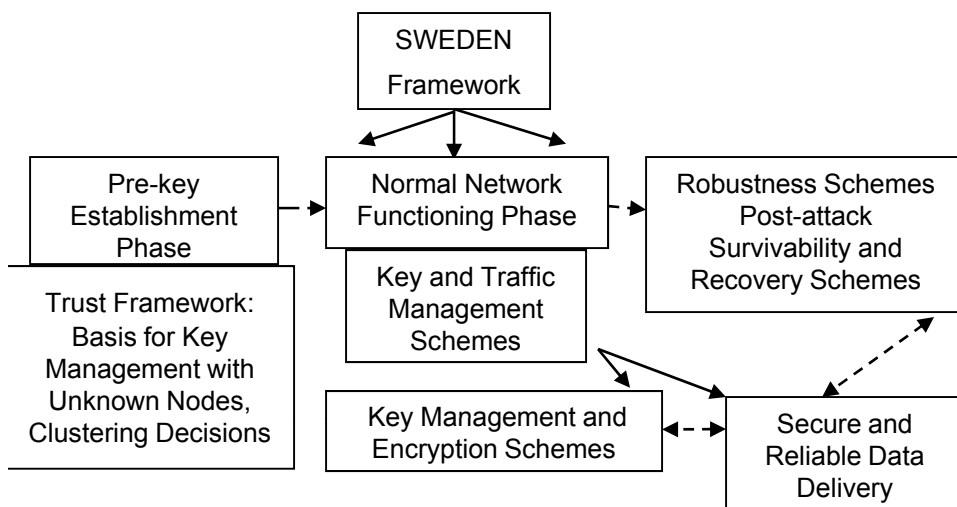 SWEDEN
Framework
Pre-key
Establishment
Phase
Normal Network
Functioning Phase
Robustness Schemes
Post-attack
Survivability and
Recovery Schemes
Trust Framework:
Basis for Key
Management with
Unknown Nodes,
Clustering Decisions
Key and Traffic
Management
Schemes
Key Management and
Encryption Schemes
Secure and
Reliable Data
Delivery